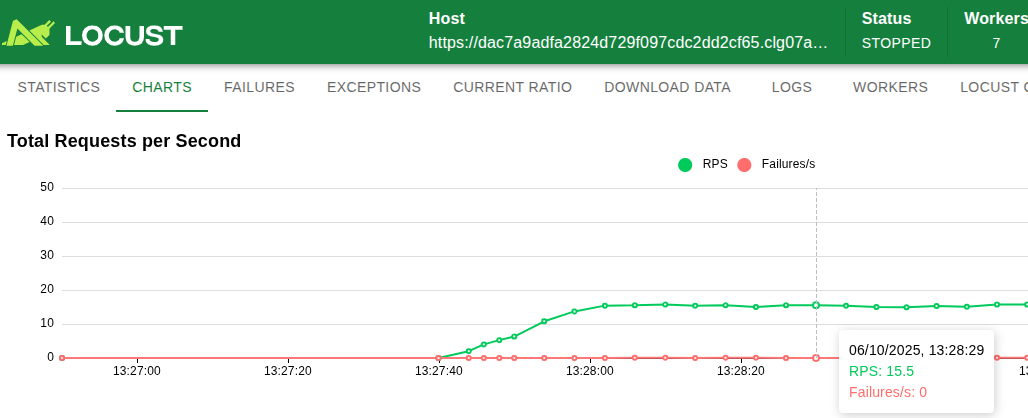 LOCUST
Host
https://dac7a9adfa2824d729f097cdc2dd2cf65.clg07a…
Status
STOPPED
Workers
7
STATISTICS CHARTS FAILURES EXCEPTIONS CURRENT RATIO DOWNLOAD DATA LOGS WORKERS LOCUST C
Total Requests per Second
RPS Failures/s
50
40
30
20
10
0
13:27:00 13:27:20 13:27:40 13:28:00 13:28:20 13
06/10/2025, 13:28:29
RPS: 15.5
Failures/s: 0